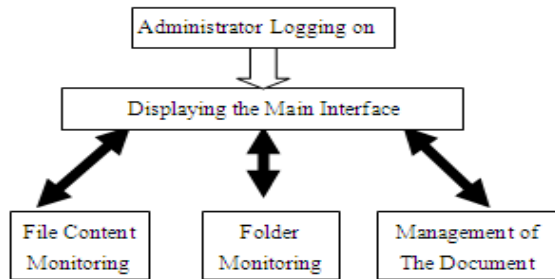 Administrator Logging on
Displaying the Main Interface
File Content
Monitoring
Folder
Monitoring
Management of
The Document